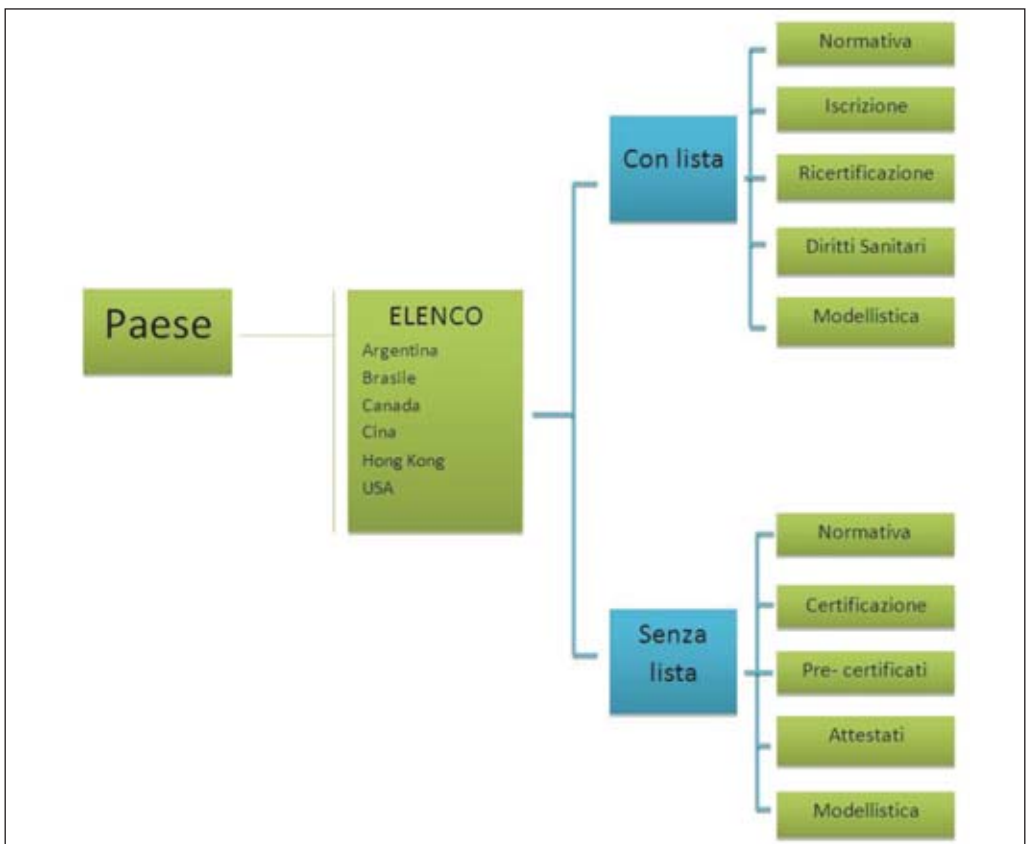 Paese
ELENCO
Argentina
Brasile
Canada
Cina
Hong Kong
USA
Con lista
Normativa
Iscrizione
Ricertificazione
Diritti Sanitari
Modellistica
Senza
lista
Normativa
Certificazione
Pre- certificati
Attestati
Modellistica